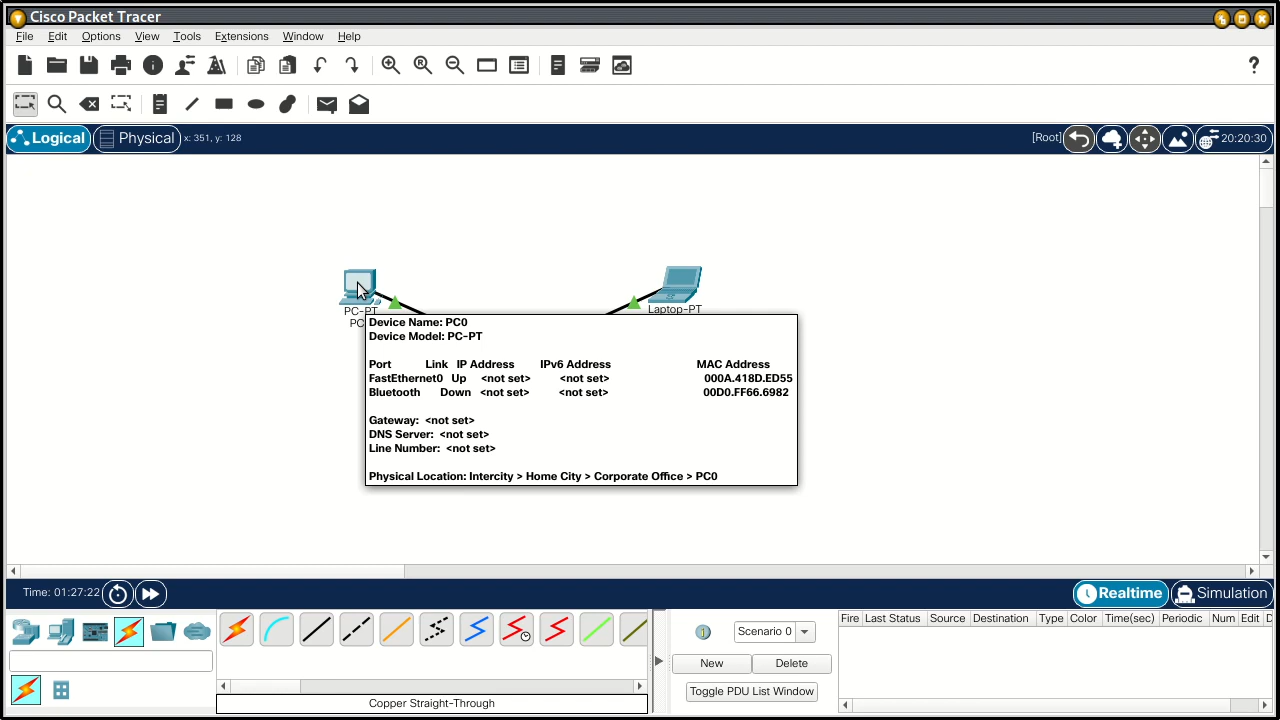 Cisco Packet Tracer
File Edit Options View Tools Extensions Window Help
?
Logical Physical x: 351, y: 128 [Root] 20:20:30
PC-PT
PC
Laptop-PT
Device Name: PC0
Device Model: PC-PT
Port Link IP Address IPv6 Address MAC Address
FastEthernet0 Up <not set> <not set> 000A.418D.ED55
Bluetooth Down <not set> <not set> 00D0.FF66.6982
Gateway: <not set>
DNS Server: <not set>
Line Number: <not set>
Physical Location: Intercity > Home City > Corporate Office > PC0
Time: 01:27:22 Realtime Simulation
Scenario 0
New Delete
Toggle PDU List Window
Fire Last Status Source Destination Type Color Time(sec) Periodic Num Edit D
Copper Straight-Through